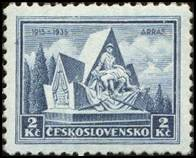 1915-1935 ARRAS
2 ČESKOSLOVENSKO 2
Kč Kč